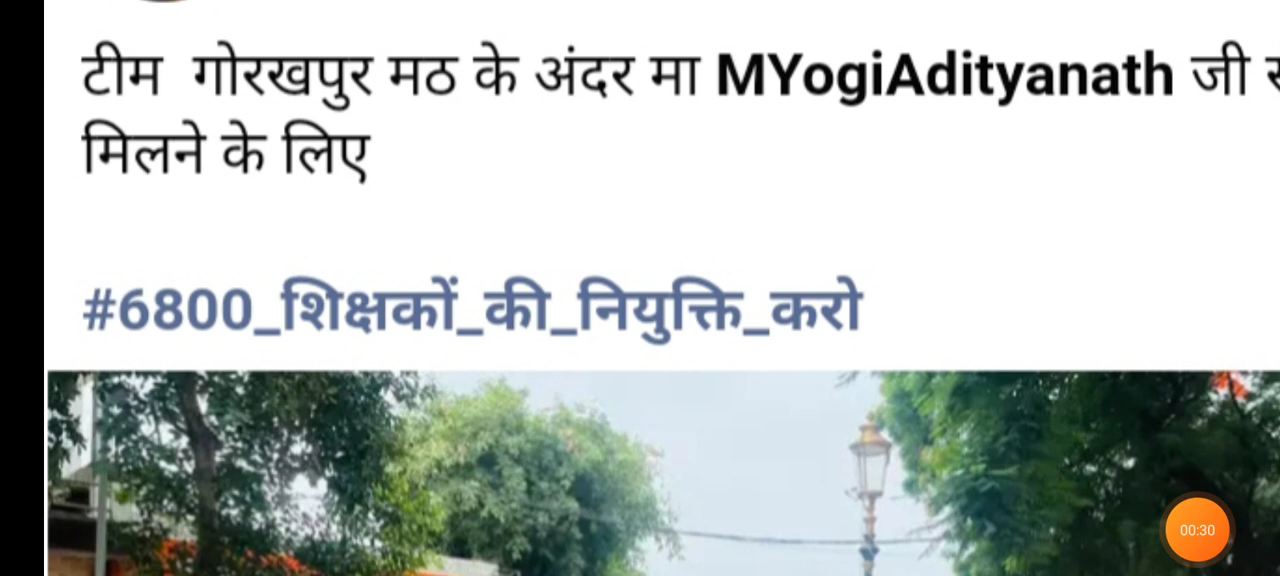 टीम गोरखपुर मठ के अंदर मा MYogiAdityanath जी
मिलने के लिए
#6800_शिक्षकों_की_नियुक्ति_करो
00:30